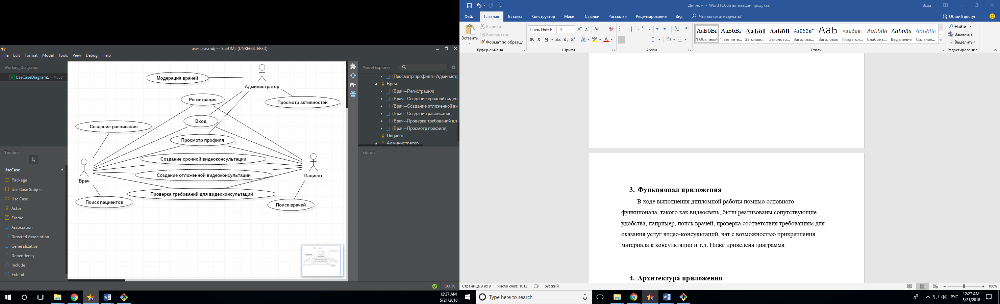 use-case.mdj — StarUML (UNREGISTERED)
File Edit Format Model Tools View Debug Help
Working Diagrams
UseCaseDiagram1 — Model
Toolbox
UseCase
Package
Use Case Subject
Use Case
Actor
Frame
Association
Directed Association
Generalization
Dependency
Include
Extend
Модерация врачей
Администратор
Регистрация
Просмотр активностей
Вход
Создание расписания
Просмотр профиля
Создание срочной видеоконсультации
Создание отложенной видеоконсультации
Врач
Пациент
Проверка требований для видеоконсультаций
Поиск пациентов
Поиск врачей
Model Explorer
(Просмотр профиля—Администр
Врач
(Врач—Регистрация)
(Врач—Создание срочной видео
(Врач—Создание отложенной ви
(Врач—Создание расписания)
(Врач—Проверка требований дл
(Врач—Просмотр профиля)
Пациент
Администратор
Editors
100%
12:27 AM
5/21/2018
Диплом - Word (Сбой активации продукта)
Вход
Файл Главная Вставка Конструктор Макет Ссылки Рассылки Рецензирование Вид Что вы хотите сделать? Общий доступ
Вставить
Вырезать
Копировать
Формат по образцу
Буфер обмена
Times New R 14
Шрифт
Абзац
АаБбВı АаБбВı АаБбІ АаБбВ АаБбВвГ АаЬ АаБбВвГ АаБбВв АаБбВв АаБбВв
¶ Обычный ¶ Без инте... Заголово... Заголово... Заголово... Заголовок Подзагол... Слабое в... Выделение Сильное...
Стили
Найти
Заменить
Выделить
Редактирование
3. Функционал приложения
В ходе выполнения дипломной работы помимо основного
функционала, такого как видеосвязь, были реализованы сопутствующие
удобства, например, поиск врачей, проверка соответствия требованиям для
оказания услуг видео-консультаций, чат с возможностью прикрепления
материала к консультации и т.д. Ниже приведена диаграмма
4. Архитектура приложения
Страница 9 из 9 Число слов: 1012 русский
100%
Type here to search
РУС
12:27 AM
5/21/2018